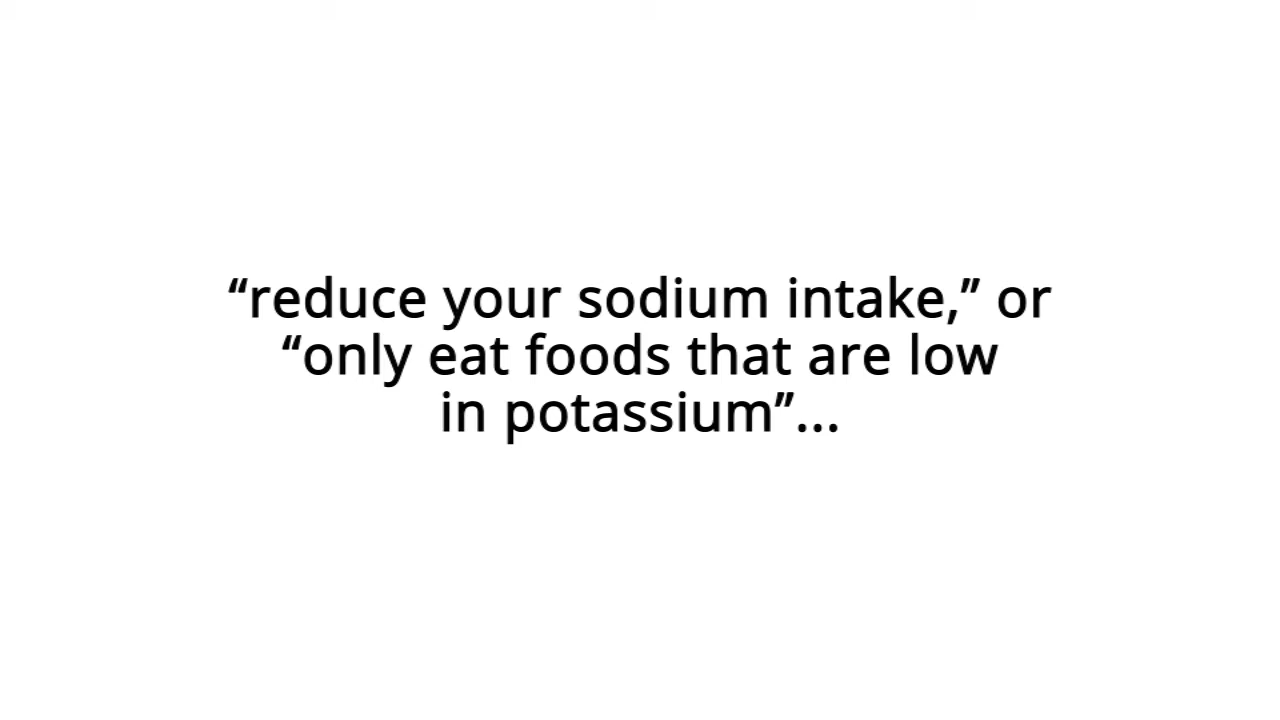 “reduce your sodium intake,” or
“only eat foods that are low
in potassium”...